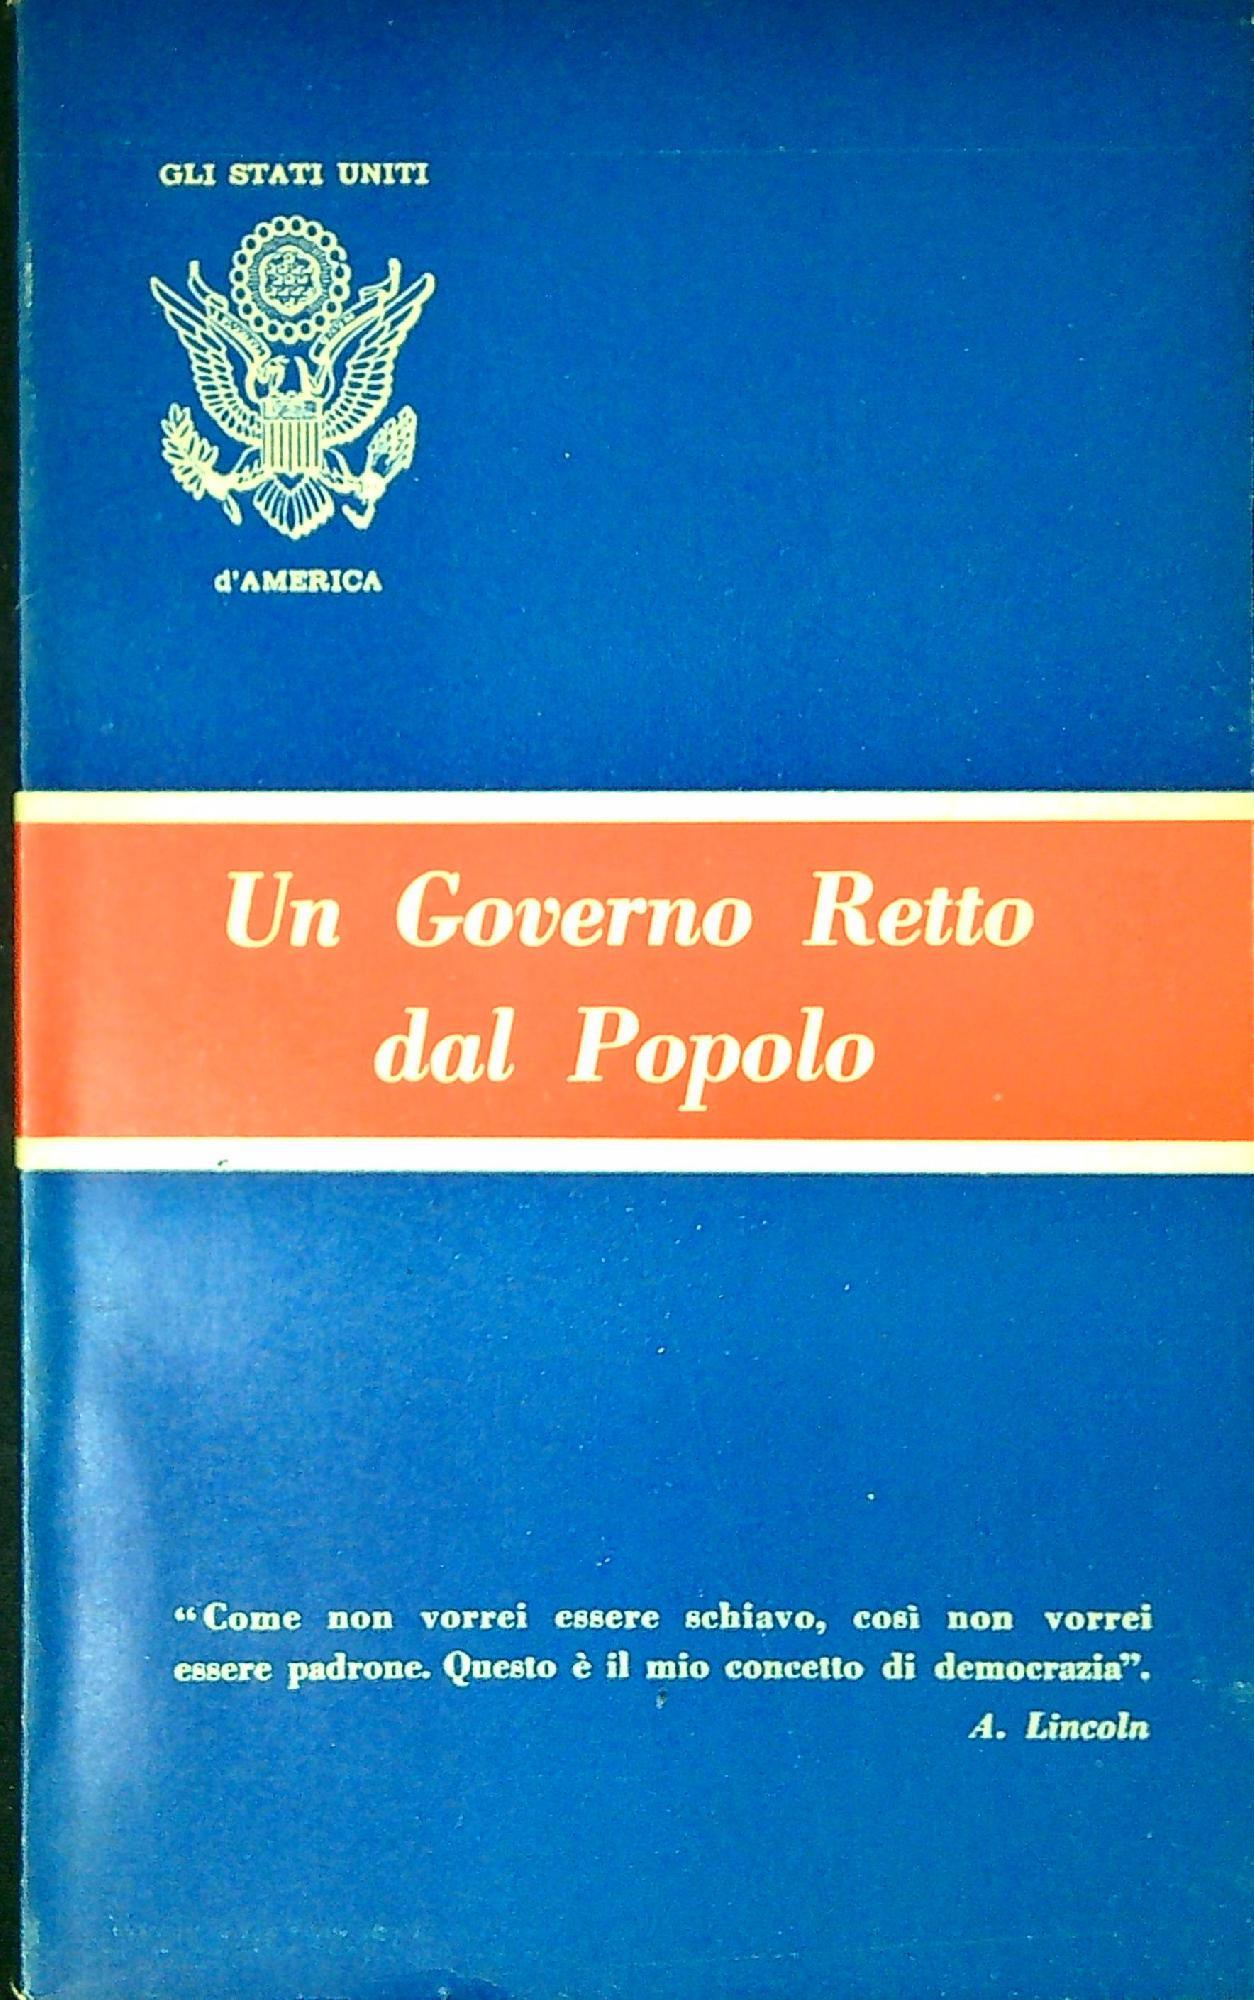 GLI STATI UNITI
d'AMERICA
Un Governo Retto
dal Popolo
“Come non vorrei essere schiavo, così non vorrei
essere padrone. Questo è il mio concetto di democrazia”.
A. Lincoln